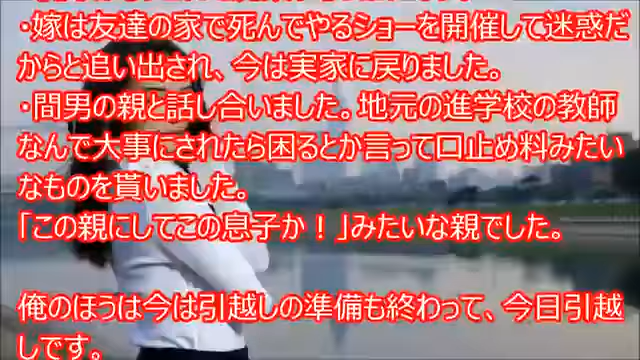 ・嫁は友達の家で死んでやるショーを開催して迷惑だ
からと追い出され、今は実家に戻りました。
・間男の親と話し合いました。地元の進学校の教師
なんで大事にされたら困るとか言って口止め料みたい
なものを貰いました。
「この親にしてこの息子か！」みたいな親でした。
俺のほうは今は引越しの準備も終わって、今日引越
しです。